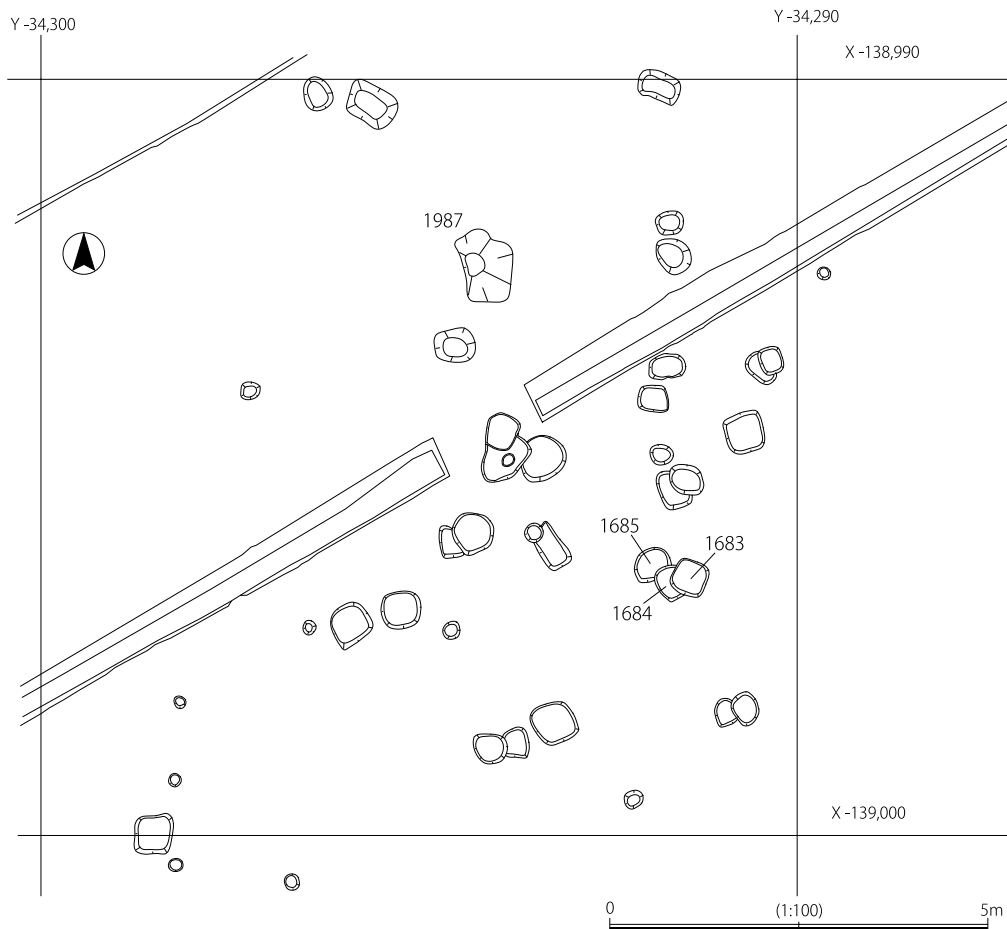 Y -34,300
Y -34,290
X -138,990
1987
1685
1683
1684
X -139,000
0 (1:100) 5m